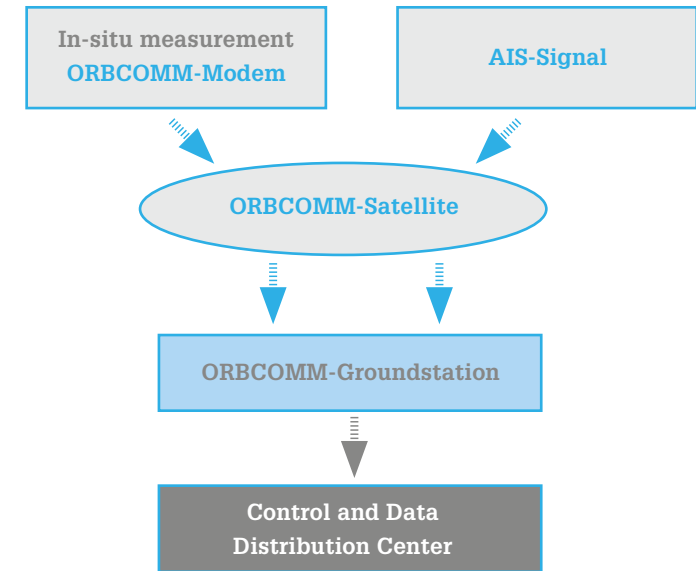 In-situ measurement
ORBCOMM-Modem
AIS-Signal
ORBCOMM-Satellite
ORBCOMM-Groundstation
Control and Data
Distribution Center